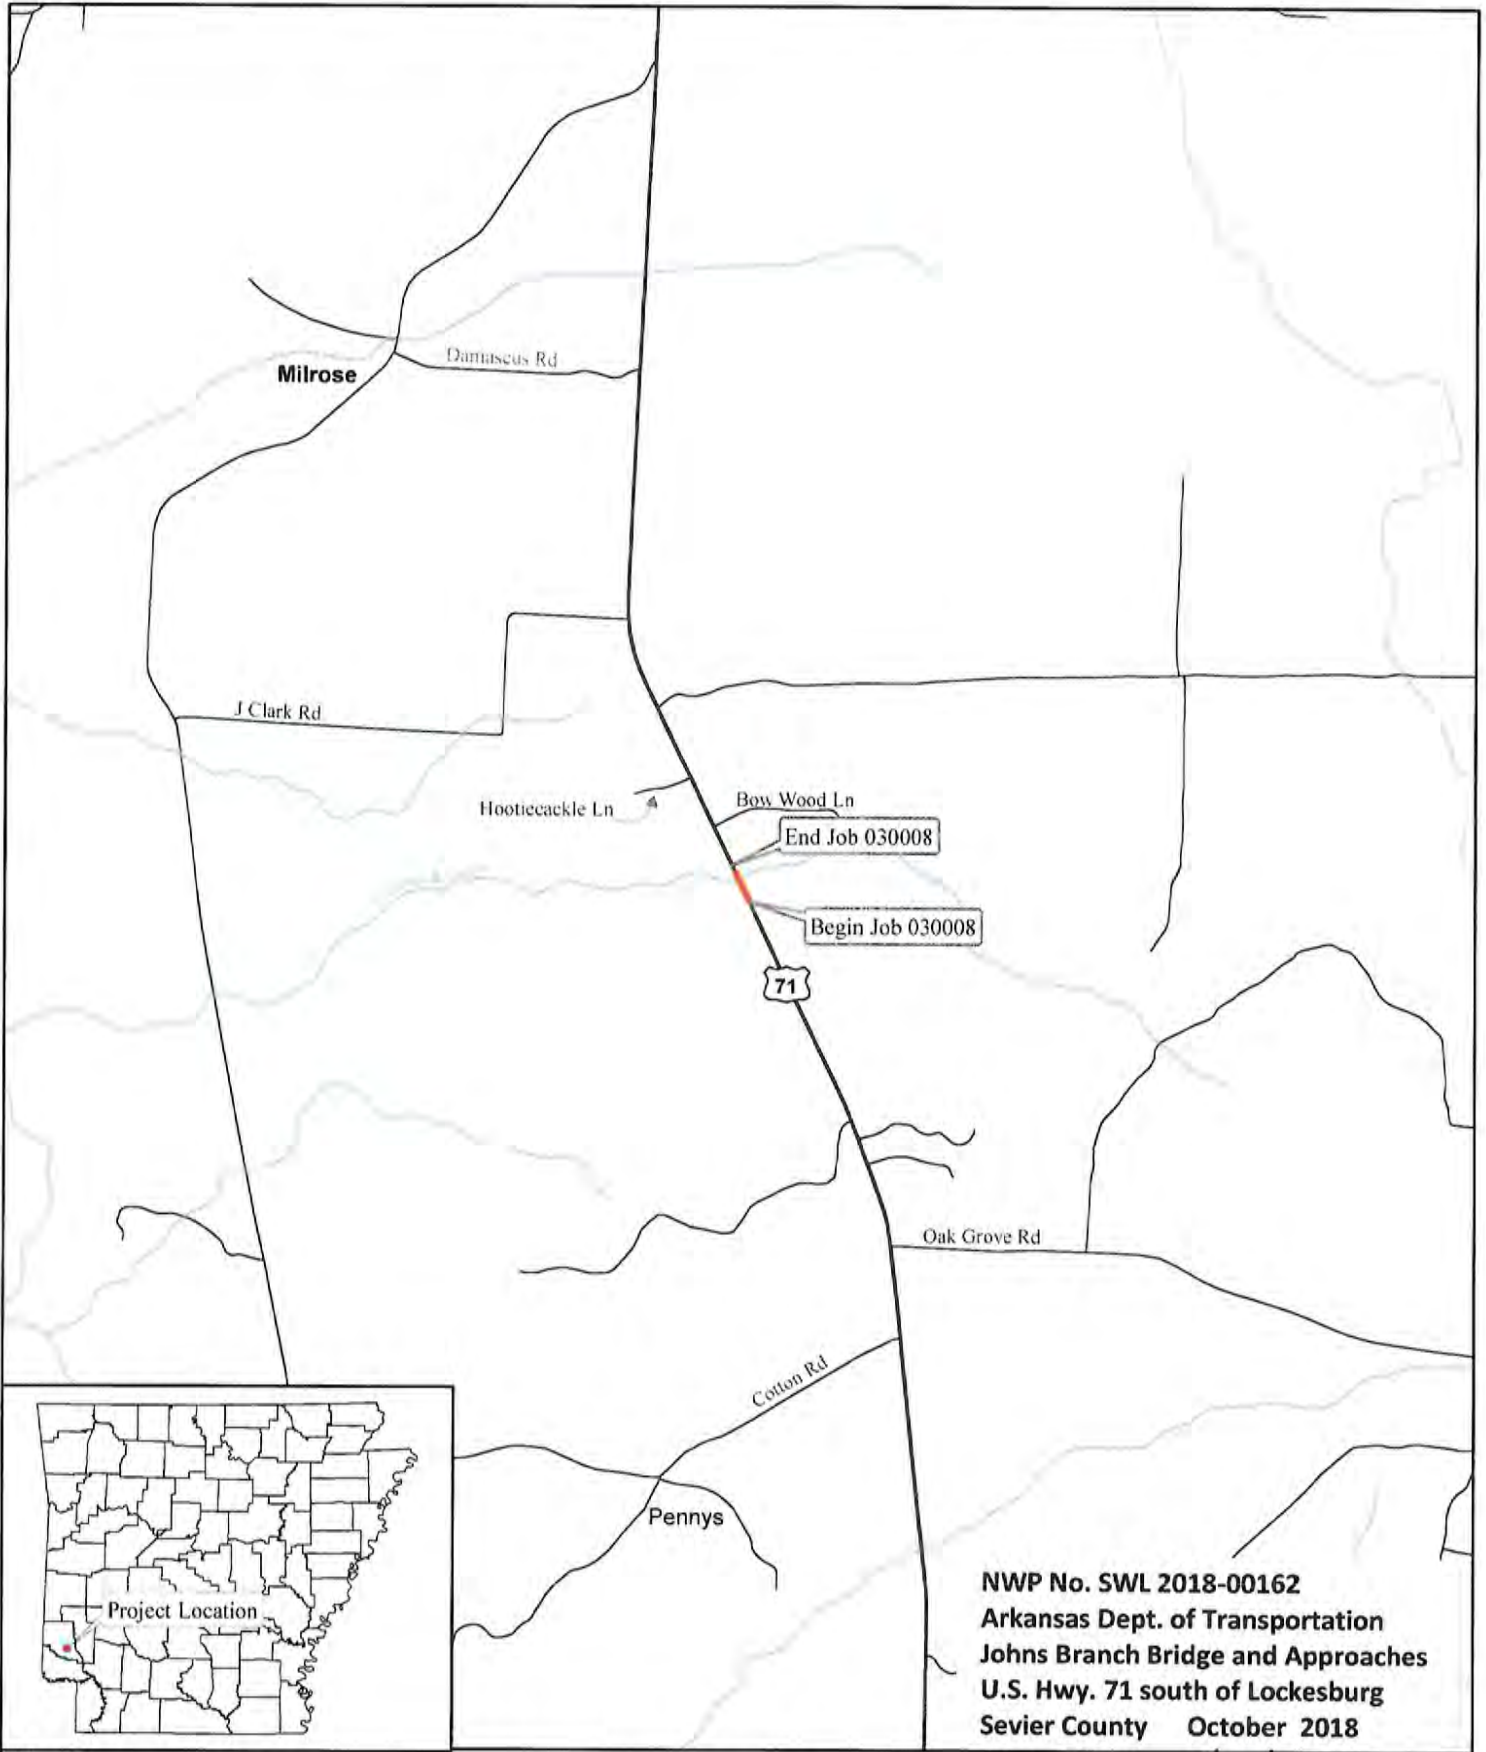 Damascus Rd
Milrose
J Clark Rd
Hootiecackle Ln
Bow Wood Ln
End Job 030008
Begin Job 030008
71
Oak Grove Rd
Cotton Rd
Pennys
Project Location
NWP No. SWL 2018-00162
Arkansas Dept. of Transportation
Johns Branch Bridge and Approaches
U.S. Hwy. 71 south of Lockesburg
Sevier County October 2018